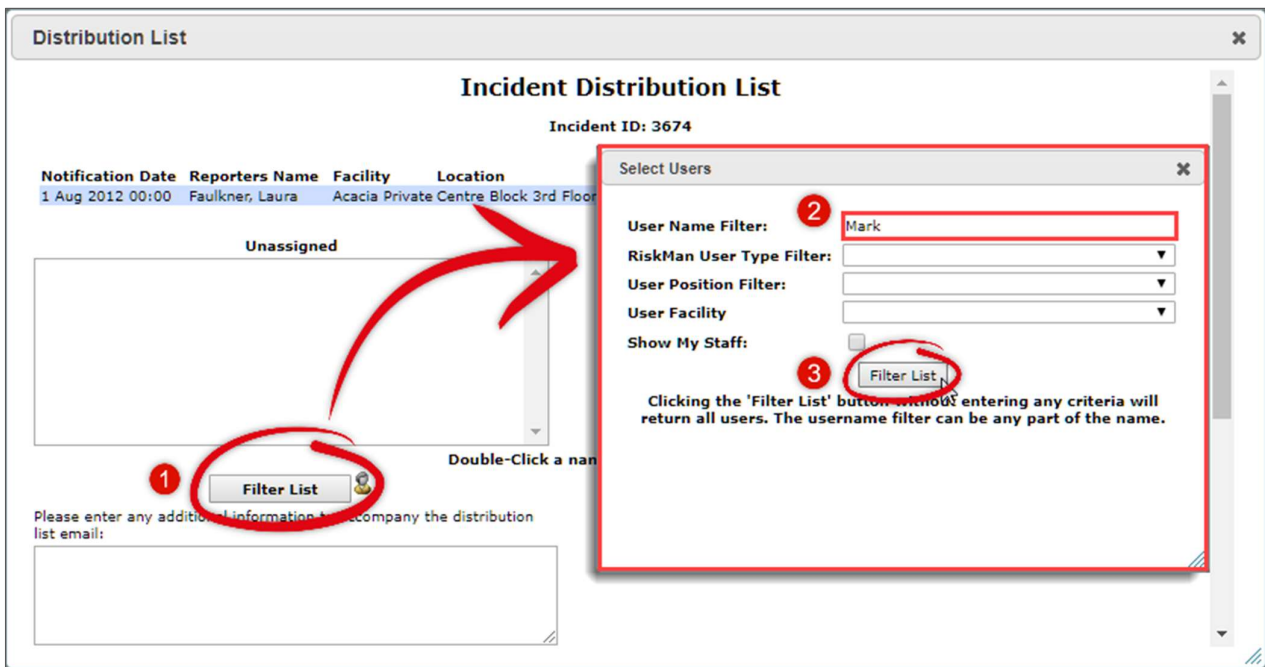 Distribution List
Incident Distribution List
Incident ID: 3674
Notification Date Reporters Name Facility Location
1 Aug 2012 00:00 Faulkner, Laura Acacia Private Centre Block 3rd Floor
Unassigned
Double-Click a nan
1
Filter List
Please enter any additional information to accompany the distribution
list email:
Select Users
2
User Name Filter: Mark
RiskMan User Type Filter:
User Position Filter:
User Facility
Show My Staff:
3
Filter List
Clicking the 'Filter List' button without entering any criteria will
return all users. The username filter can be any part of the name.